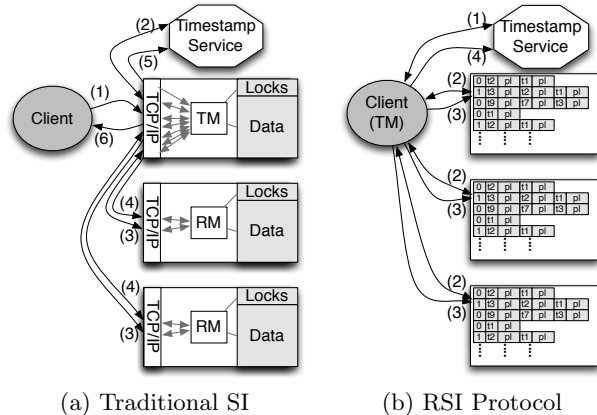 (2)
Timestamp
Service
(5)
(1)
Client
(6)
TCP/IP
TM
Locks
Data
(4)
(3)
TCP/IP
RM
Locks
Data
(4)
(3)
TCP/IP
RM
Locks
Data
(a) Traditional SI
(1)
Timestamp
Service
(4)
Client
(TM)
(2)
(3)
0 t2 pl t1 pl
1 t3 pl t2 pl t1 pl
0 t9 pl t7 pl t3 pl
0 t1 pl
1 t2 pl t1 pl
(2)
(3)
0 t2 pl t1 pl
1 t3 pl t2 pl t1 pl
0 t9 pl t7 pl t3 pl
0 t1 pl
1 t2 pl t1 pl
(2)
(3)
0 t2 pl t1 pl
1 t3 pl t2 pl t1 pl
0 t9 pl t7 pl t3 pl
0 t1 pl
1 t2 pl t1 pl
(b) RSI Protocol